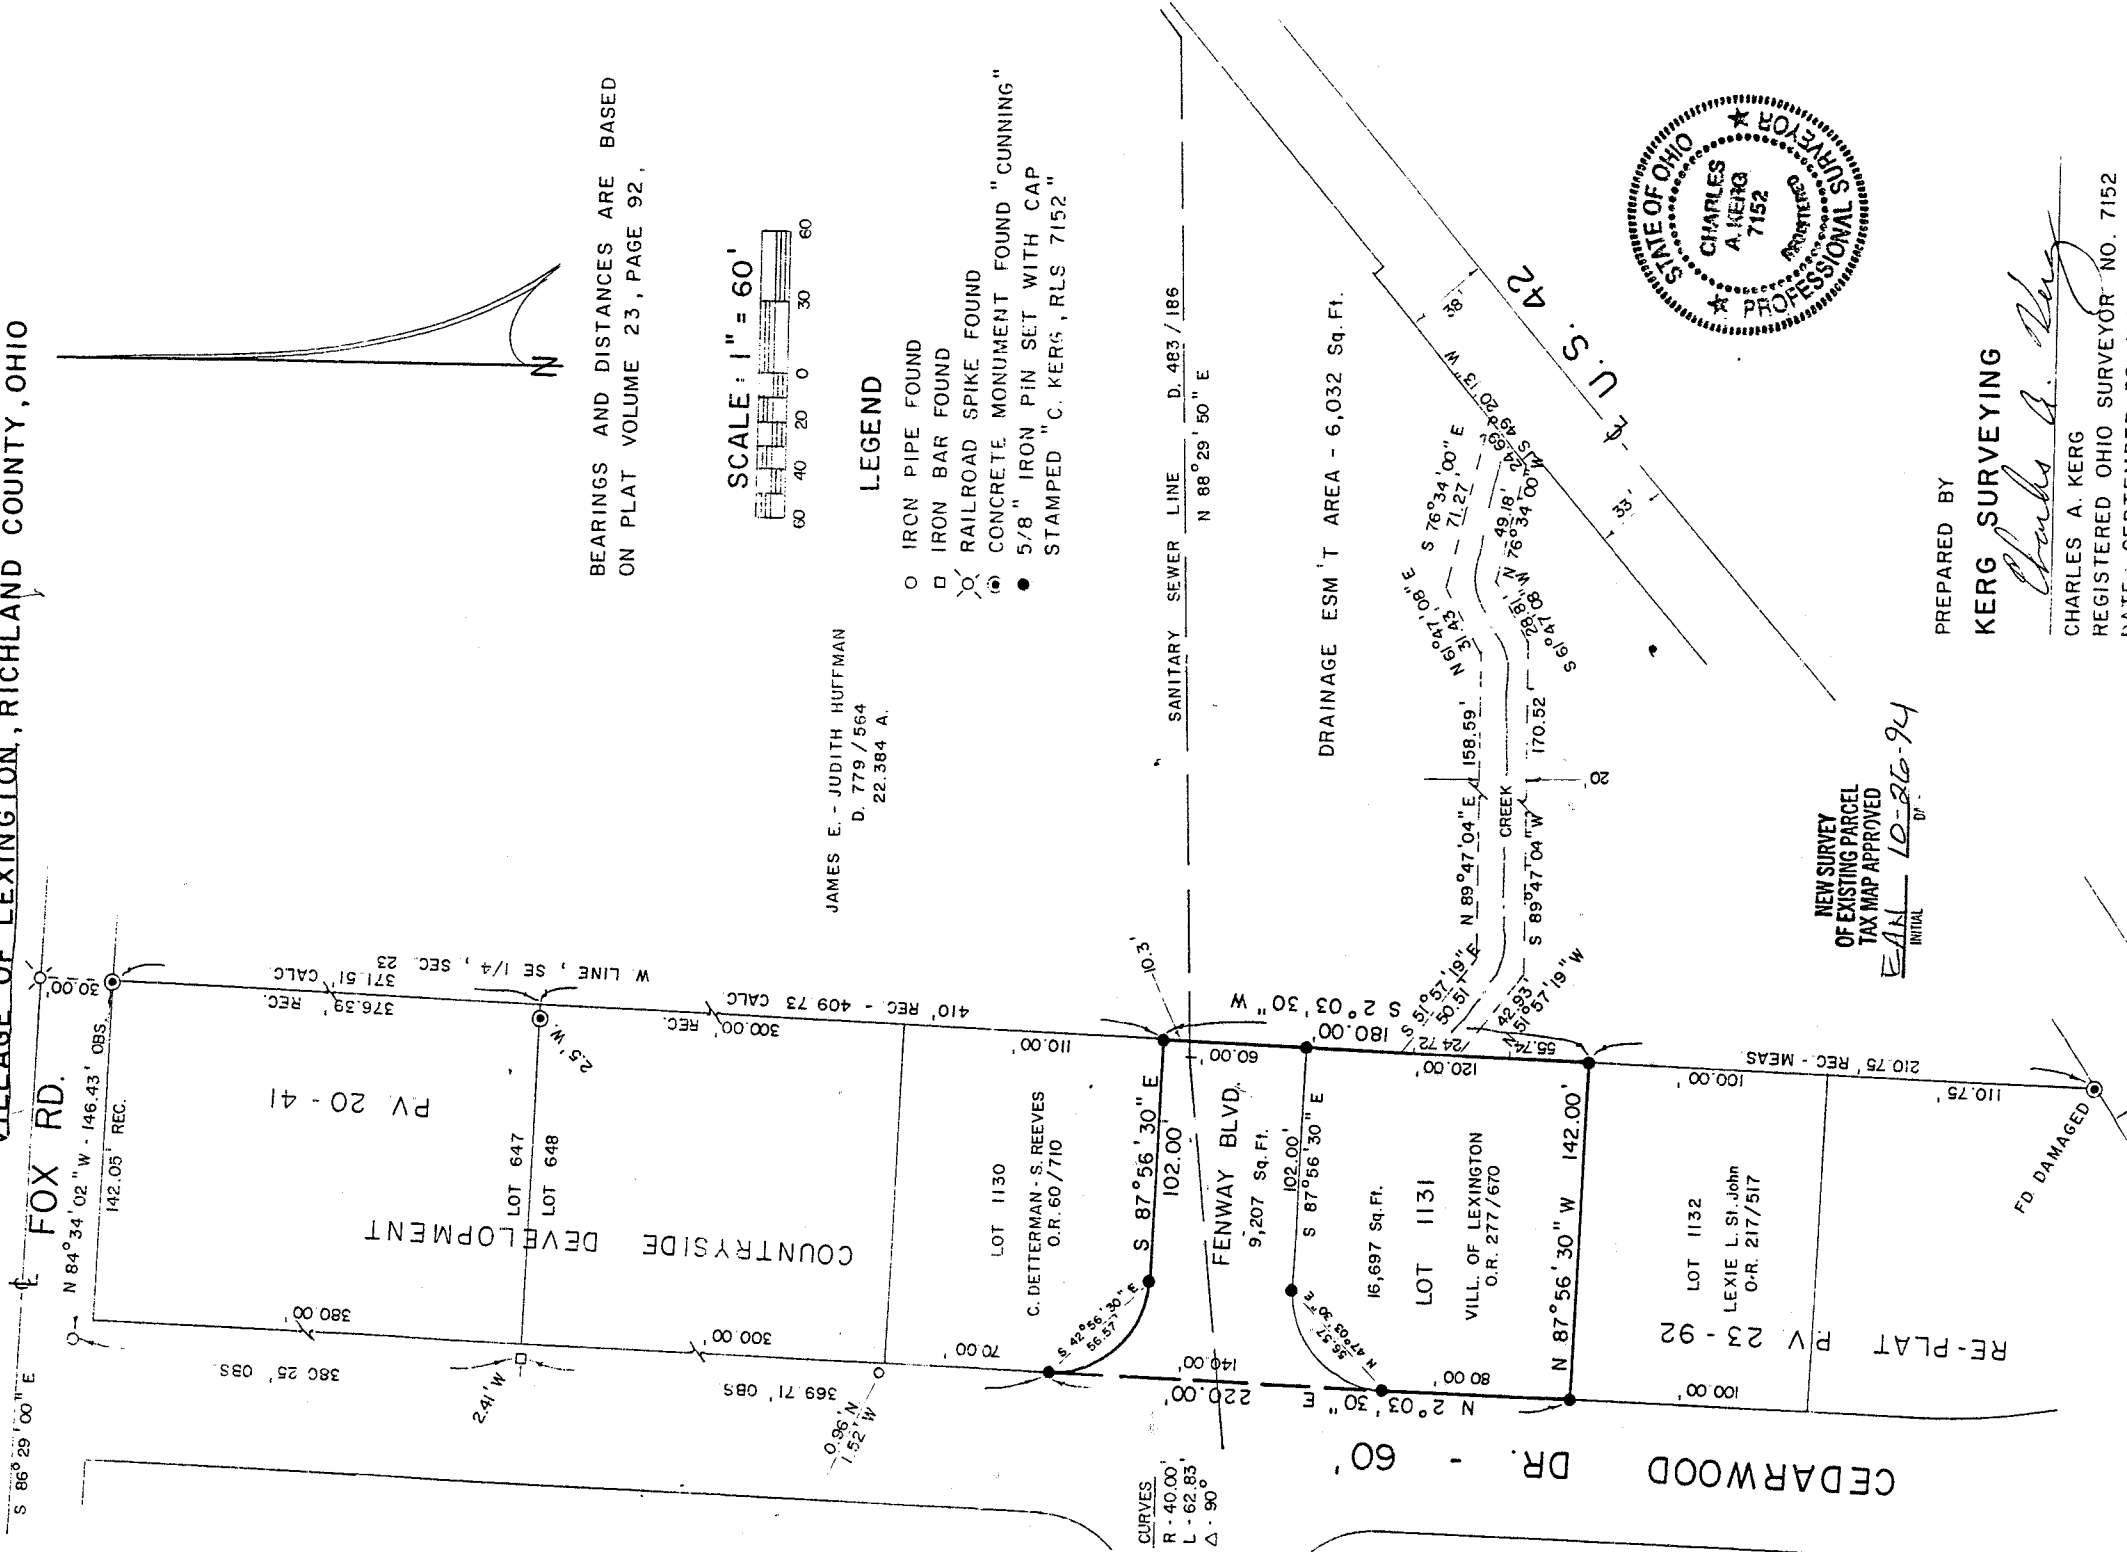 VILLAGE OF LEXINGTON, RICHLAND COUNTY, OHIO
S 86° 29' 00" E
FOX RD.
N 84° 34' 02" W - 146.43' OBS.
142.05' REC.
30.00'
BEARINGS AND DISTANCES ARE BASED
ON PLAT VOLUME 23, PAGE 92,
N
SCALE: 1" = 60'
60 40 20 0 30 60
LEGEND
IRON PIPE FOUND
IRON BAR FOUND
RAILROAD SPIKE FOUND
CONCRETE MONUMENT FOUND "CUNNING"
5/8" IRON PIN SET WITH CAP
STAMPED "C. KERG, RLS 7152"
JAMES E. - JUDITH HUFFMAN
D. 779 / 564
22.384 A.
W. LINE, SE 1/4, SEC. 23
371.51' CALC.
376.39' REC.
410' REC - 409.73 CALC
300.00' REC.
110.00'
2.5' W.
P.V. 20 - 41
LOT 647
LOT 648
COUNTRYSIDE DEVELOPMENT
380.00'
380.25' OBS
2.41' W
300.00'
369.71' OBS
0.96' N
1.52' W
70.00'
LOT 1130
C. DETTERMAN - S. REEVES
O.R. 60/710
S 87° 56' 30" E
102.00'
S 42° 56' 30" E
56.57'
FENWAY BLVD.
9,207 Sq. Ft.
60.00'
140.00'
220.00'
102.00'
S 87° 56' 30" E
N 47° 03' 30" E
56.57'
N 2° 03' 30" E
80.00'
16,697 Sq. Ft.
LOT 1131
VILL. OF LEXINGTON
O.R. 277/670
N 87° 56' 30" W 142.00'
120.00'
180.00'
S 2° 03' 30" W
24.72'
55.74'
10.3'
SANITARY SEWER LINE D. 483 / 186
N 88° 29' 50" E
DRAINAGE ESM'T AREA - 6,032 Sq. Ft.
S 51° 57' 19" E
50.51'
N 89° 47' 04" E 158.59'
N 61° 47' 08" E
31.43'
S 76° 34' 00" E
71.27'
24.69'
S 49° 20' 13" W
N 76° 34' 00" W
49.18'
S 61° 47' 08" W
28.81'
S 89° 47' 04" W 170.52
N 51° 57' 19" W
42.93'
CREEK
20'
38'
33'
U.S. 42
LOT 1132
LEXIE L. St. John
O.R. 217/517
RE-PLAT P.V. 23 - 92
100.00'
100.00'
210.75' REC - MEAS
110.75'
FD. DAMAGED
CEDARWOOD DR. - 60'
CURVES
R - 40.00'
L - 62.83'
Δ - 90°
NEW SURVEY
OF EXISTING PARCEL
TAX MAP APPROVED
EAN 10-26-94
INITIAL
STATE OF OHIO
CHARLES
A. KERG
7152
REGISTERED
PROFESSIONAL SURVEYOR
PREPARED BY
KERG SURVEYING
Charles A. Kerg
CHARLES A. KERG
REGISTERED OHIO SURVEYOR NO. 7152